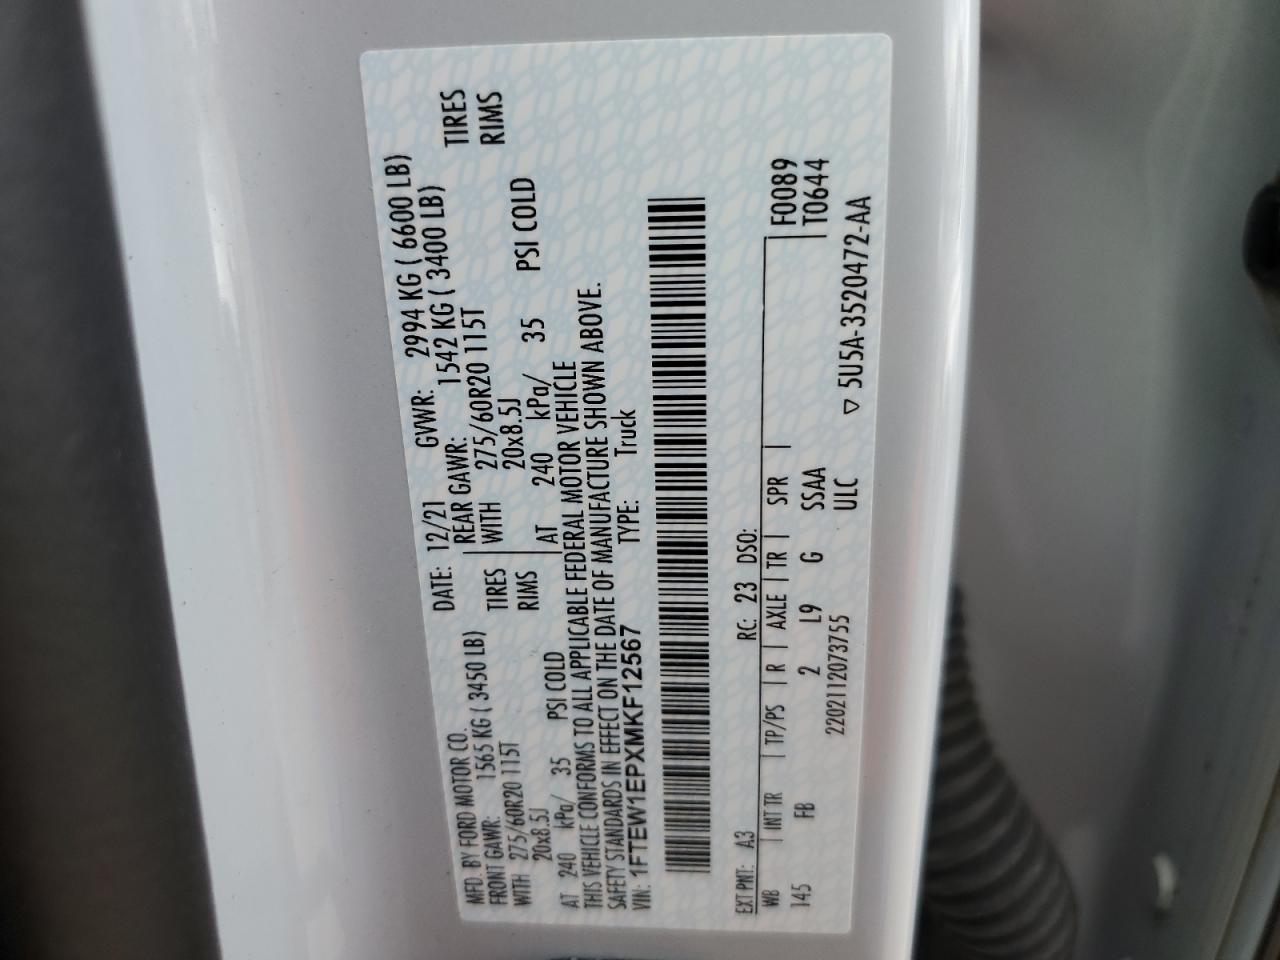 MFD. BY FORD MOTOR CO.
DATE: 12/21 GVWR: 2994 KG ( 6600 LB)
FRONT GAWR: 1565 KG ( 3450 LB) REAR GAWR: 1542 KG ( 3400 LB)
WITH 275/60R20 115T TIRES WITH 275/60R20 115T TIRES
20x8.5J RIMS 20x8.5J RIMS
AT 240 kPa/ 35 PSI COLD AT 240 kPa/ 35 PSI COLD
THIS VEHICLE CONFORMS TO ALL APPLICABLE FEDERAL MOTOR VEHICLE
SAFETY STANDARDS IN EFFECT ON THE DATE OF MANUFACTURE SHOWN ABOVE.
VIN: 1FTEW1EPXMKF12567 TYPE: Truck
EXT PNT: A3 RC: 23 DSO:
WB | INT TR | TP/PS | R | AXLE | TR | SPR | F0089
145 FB 2 L9 G SSAA T0644
2202112073755 ULC
▽ 5U5A-3520472-AA